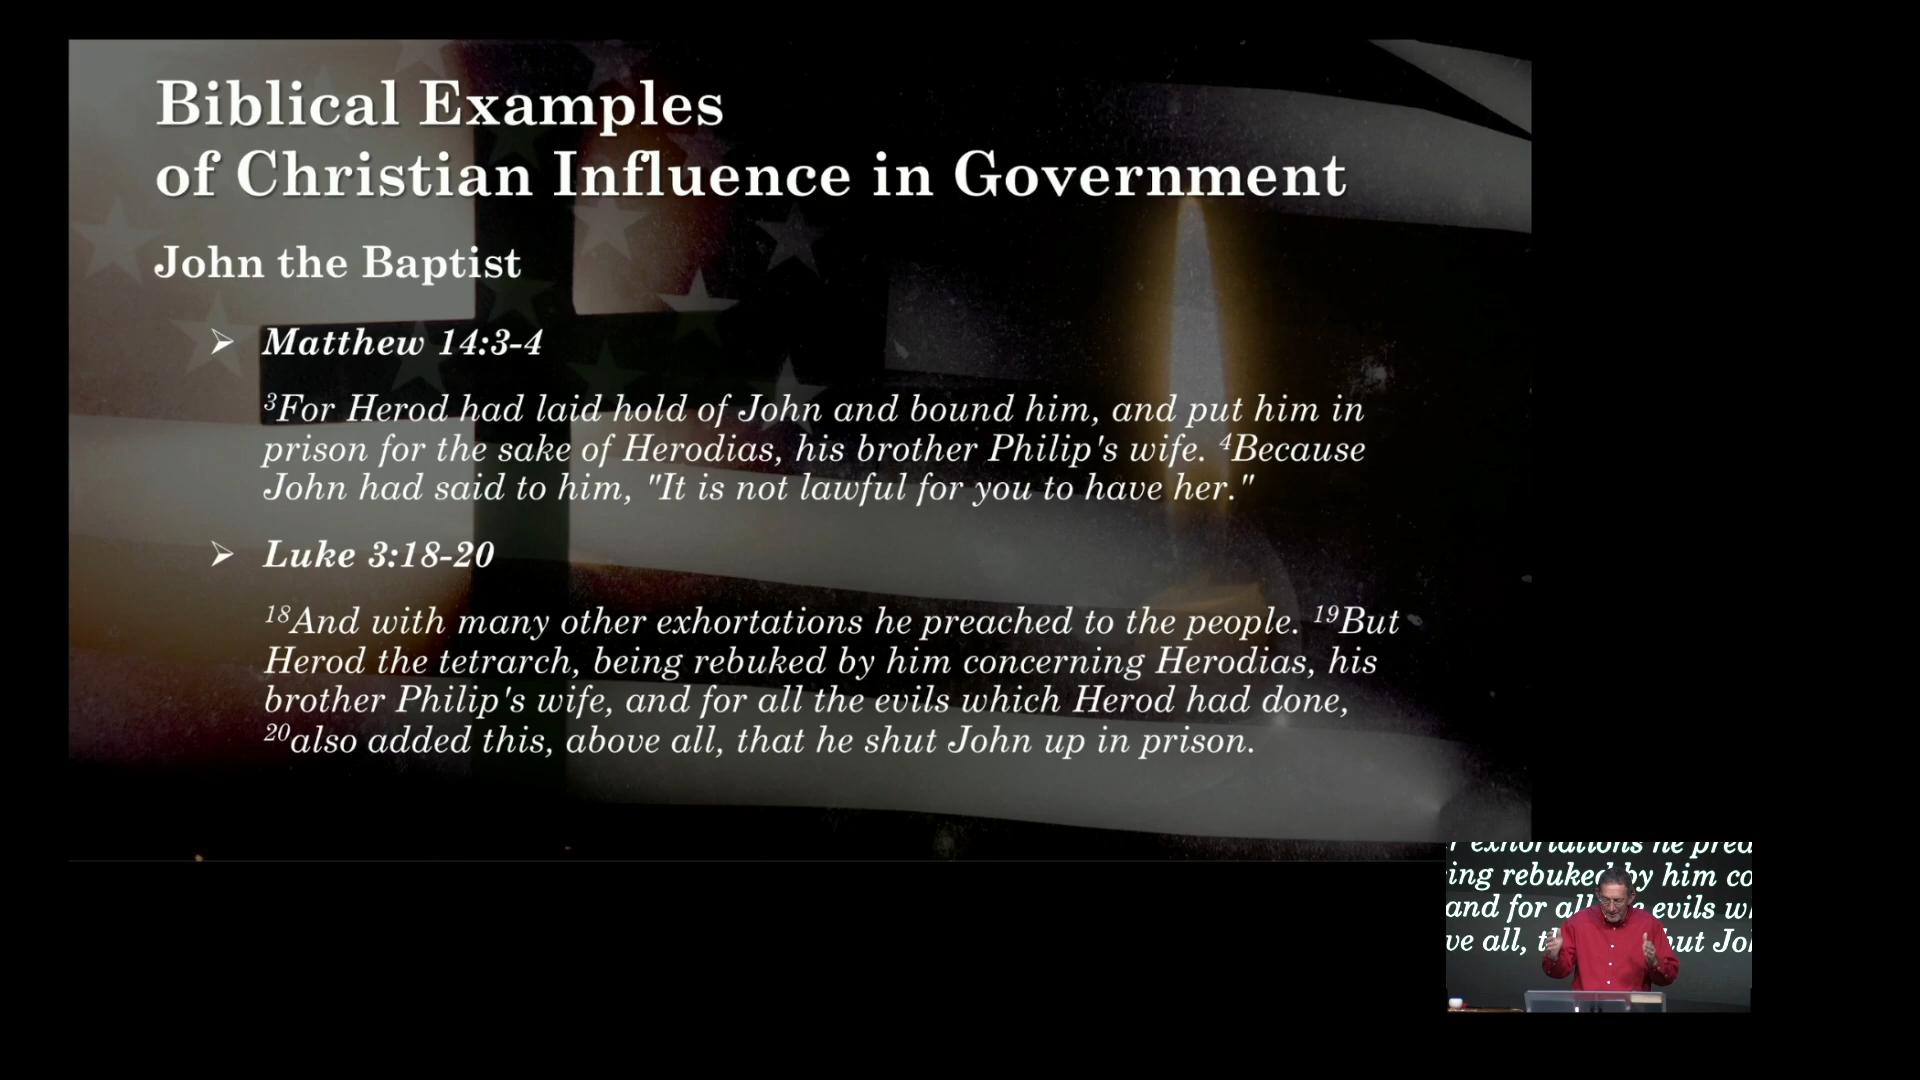 Biblical Examples
of Christian Influence in Government
John the Baptist
➢ Matthew 14:3-4
³For Herod had laid hold of John and bound him, and put him in
prison for the sake of Herodias, his brother Philip's wife. ⁴Because
John had said to him, "It is not lawful for you to have her."
➢ Luke 3:18-20
¹⁸And with many other exhortations he preached to the people. ¹⁹But
Herod the tetrarch, being rebuked by him concerning Herodias, his
brother Philip's wife, and for all the evils which Herod had done,
²⁰also added this, above all, that he shut John up in prison.
exhortations he
rebuked by him
and for all evils
all,